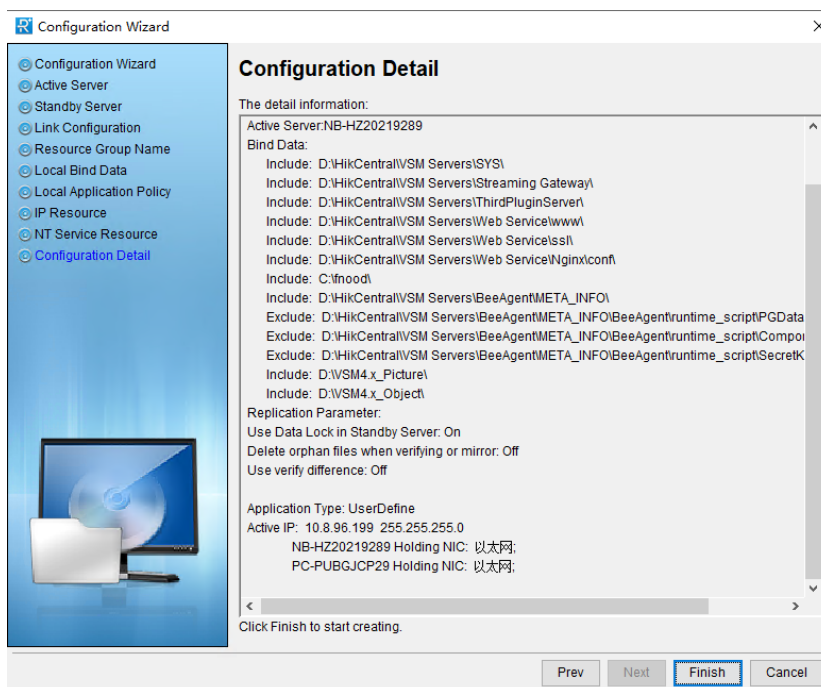 Configuration Wizard
Configuration Wizard
Active Server
Standby Server
Link Configuration
Resource Group Name
Local Bind Data
Local Application Policy
IP Resource
NT Service Resource
Configuration Detail
Configuration Detail
The detail information:
Active Server:NB-HZ20219289
Bind Data:
Include: D:\HikCentral\VSM Servers\SYS\
Include: D:\HikCentral\VSM Servers\Streaming Gateway\
Include: D:\HikCentral\VSM Servers\ThirdPluginServer\
Include: D:\HikCentral\VSM Servers\Web Service\www\
Include: D:\HikCentral\VSM Servers\Web Service\ssl\
Include: D:\HikCentral\VSM Servers\Web Service\Nginx\conf\
Include: C:\fnood\
Include: D:\HikCentral\VSM Servers\BeeAgent\META_INFO\
Exclude: D:\HikCentral\VSM Servers\BeeAgent\META_INFO\BeeAgent\runtime_script\PGData
Exclude: D:\HikCentral\VSM Servers\BeeAgent\META_INFO\BeeAgent\runtime_script\Compo
Exclude: D:\HikCentral\VSM Servers\BeeAgent\META_INFO\BeeAgent\runtime_script\SecretK
Include: D:\VSM4.x_Picture\
Include: D:\VSM4.x_Object\
Replication Parameter:
Use Data Lock in Standby Server: On
Delete orphan files when verifying or mirror: Off
Use verify difference: Off
Application Type: UserDefine
Active IP: 10.8.96.199 255.255.255.0
NB-HZ20219289 Holding NIC: 以太网;
PC-PUBGJCP29 Holding NIC: 以太网;
Click Finish to start creating.
Prev Next Finish Cancel